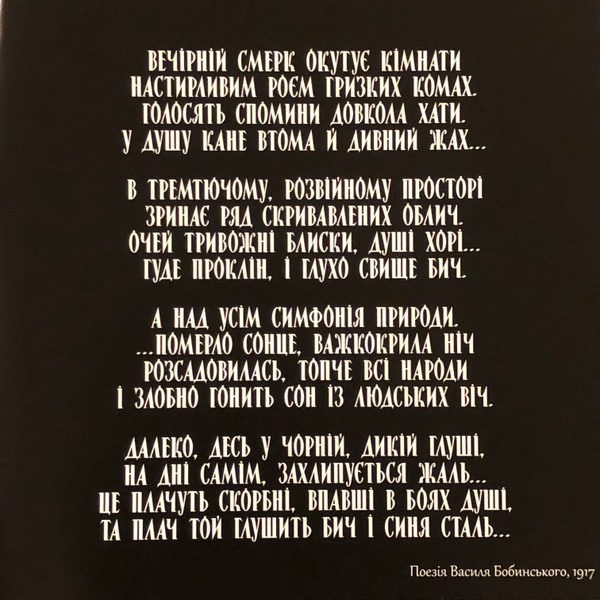 ВЕЧІРНІЙ СМЕРК ОКУТУЄ КІМНАТИ
НАСТИРЛИВИМ РОЄМ ГРИЗКИХ КОМАХ.
ГОЛОСЯТЬ СПОМИНИ ДОВКОЛА ХАТИ.
У ДУШУ КАНЕ ВТОМА Й ДИВНИЙ ЖАХ...
В ТРЕМТЮЧОМУ, РОЗВІЙНОМУ ПРОСТОРІ
ЗРИНАЄ РЯД СКРИВАВЛЕНИХ ОБЛИЧ.
ОЧЕЙ ТРИВОЖНІ БЛИСКИ, ДУШІ ХОРІ...
ГУДЕ ПРОКЛІН, І ГЛУХО СВИЩЕ БИЧ.
А НАД УСІМ СИМФОНІЯ ПРИРОДИ.
...ПОМЕРЛО СОНЦЕ, ВАЖКОКРИЛА НІЧ
РОЗСАДОВИЛАСЬ, ТОПЧЕ ВСІ НАРОДИ
І ЗЛОБНО ГОНИТЬ СОН ІЗ ЛЮДСЬКИХ ВІЧ.
ДАЛЕКО, ДЕСЬ У ЧОРНІЙ, ДИКІЙ ГЛУШІ,
НА ДНІ САМІМ, ЗАХЛИПУЄТЬСЯ ЖАЛЬ...
ЦЕ ПЛАЧУТЬ СКОРБНІ, ВПАВШІ В БОЯХ ДУШІ,
ТА ПЛАЧ ТОЙ ГЛУШИТЬ БИЧ І СИНЯ СТАЛЬ...
Поезія Василя Бобинського, 1917